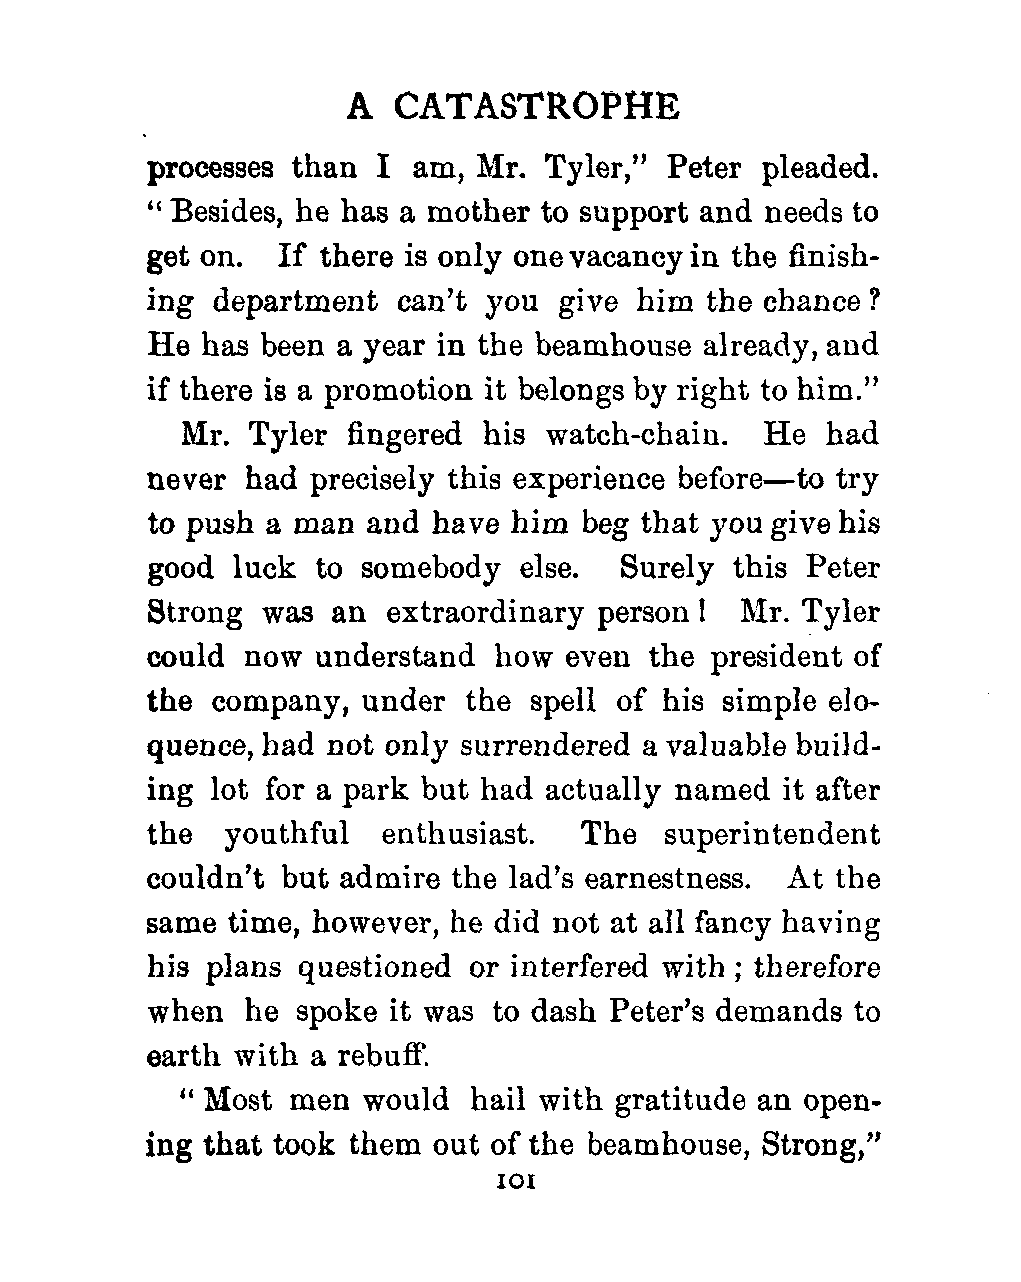 A CATASTROPHE
processes than I am, Mr. Tyler,” Peter pleaded.
“ Besides, he has a mother to support and needs to
get on. If there is only one vacancy in the finish-
ing department can’t you give him the chance ?
He has been a year in the beamhouse already, and
if there is a promotion it belongs by right to him.”
Mr. Tyler fingered his watch-chain. He had
never had precisely this experience before—to try
to push a man and have him beg that you give his
good luck to somebody else. Surely this Peter
Strong was an extraordinary person ! Mr. Tyler
could now understand how even the president of
the company, under the spell of his simple elo-
quence, had not only surrendered a valuable build-
ing lot for a park but had actually named it after
the youthful enthusiast. The superintendent
couldn’t but admire the lad’s earnestness. At the
same time, however, he did not at all fancy having
his plans questioned or interfered with ; therefore
when he spoke it was to dash Peter’s demands to
earth with a rebuff.
“ Most men would hail with gratitude an open-
ing that took them out of the beamhouse, Strong,”
101